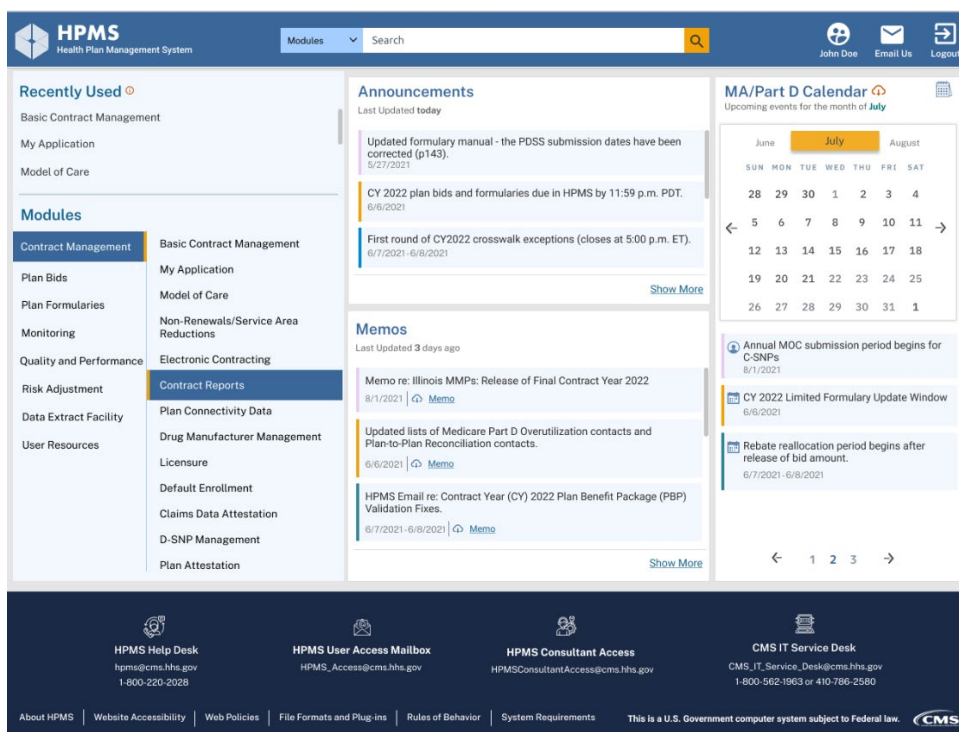 HPMS
Health Plan Management System
Modules
Search
John Doe
Email Us
Logout
Recently Used
Basic Contract Management
My Application
Model of Care
Modules
Contract Management
Plan Bids
Plan Formularies
Monitoring
Quality and Performance
Risk Adjustment
Data Extract Facility
User Resources
Basic Contract Management
My Application
Model of Care
Non-Renewals/Service Area
Reductions
Electronic Contracting
Contract Reports
Plan Connectivity Data
Drug Manufacturer Management
Licensure
Default Enrollment
Claims Data Attestation
D-SNP Management
Plan Attestation
Announcements
Last Updated today
Updated formulary manual - the PDSS submission dates have been
corrected (p143).
5/27/2021
CY 2022 plan bids and formularies due in HPMS by 11:59 p.m. PDT.
6/6/2021
First round of CY2022 crosswalk exceptions (closes at 5:00 p.m. ET).
6/7/2021-6/8/2021
Show More
Memos
Last Updated 3 days ago
Memo re: Illinois MMPs: Release of Final Contract Year 2022
8/1/2021 Memo
Updated lists of Medicare Part D Overutilization contacts and
Plan-to-Plan Reconciliation contacts.
6/6/2021 Memo
HPMS Email re: Contract Year (CY) 2022 Plan Benefit Package (PBP)
Validation Fixes.
6/7/2021-6/8/2021 Memo
Show More
MA/Part D Calendar
Upcoming events for the month of July
June July August
SUN MON TUE WED THU FRI SAT
28 29 30 1 2 3 4
5 6 7 8 9 10 11
12 13 14 15 16 17 18
19 20 21 22 23 24 25
26 27 28 29 30 31 1
Annual MOC submission period begins for
C-SNPs
8/1/2021
CY 2022 Limited Formulary Update Window
6/6/2021
Rebate reallocation period begins after
release of bid amount.
6/7/2021-6/8/2021
1 2 3
HPMS Help Desk
hpms@cms.hhs.gov
1-800-220-2028
HPMS User Access Mailbox
HPMS_Access@cms.hhs.gov
HPMS Consultant Access
HPMSConsultantAccess@cms.hhs.gov
CMS IT Service Desk
CMS_IT_Service_Desk@cms.hhs.gov
1-800-562-1963 or 410-786-2580
About HPMS
Website Accessibility
Web Policies
File Formats and Plug-ins
Rules of Behavior
System Requirements
This is a U.S. Government computer system subject to Federal law.
CMS